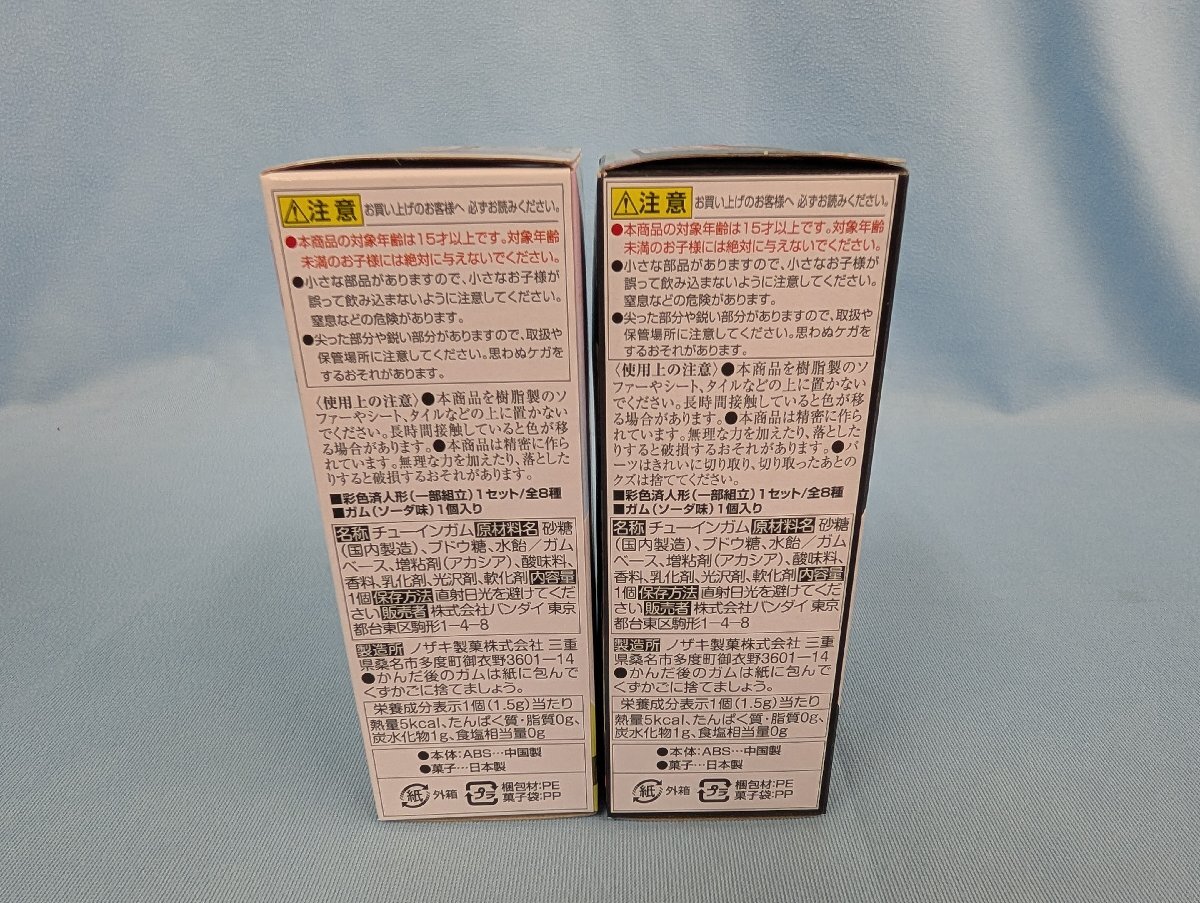 ⚠注意 お買い上げのお客様へ 必ずお読みください。
●本商品の対象年齢は15才以上です。対象年齢
未満のお子様には絶対に与えないでください。
●小さな部品がありますので、小さなお子様が
誤って飲み込まないように注意してください。
窒息などの危険があります。
●尖った部分や鋭い部分がありますので、取扱や
保管場所に注意してください。思わぬケガを
するおそれがあります。
〈使用上の注意〉●本商品を樹脂製のソ
ファーやシート、タイルなどの上に置かない
でください。長時間接触していると色が移
る場合があります。●本商品は精密に作ら
れています。無理な力を加えたり、落とした
りすると破損するおそれがあります。
■彩色済人形(一部組立)1セット/全8種
■ガム(ソーダ味)1個入り
名称 チューインガム 原材料名 砂糖
(国内製造)、ブドウ糖、水飴/ガム
ベース、増粘剤(アカシア)、酸味料、
香料、乳化剤、光沢剤、軟化剤 内容量
1個 保存方法 直射日光を避けてくだ
さい 販売者 株式会社バンダイ 東京
都台東区駒形1-4-8
製造所 ノザキ製菓株式会社 三重
県桑名市多度町御衣野3601-14
●かんだ後のガムは紙に包んで
くずかごに捨てましょう。
栄養成分表示1個(1.5g)当たり
熱量5kcal、たんぱく質・脂質0g、
炭水化物1g、食塩相当量0g
●本体:ABS…中国製
●菓子…日本製
紙 外箱 プラ 梱包材:PE
菓子袋:PP
⚠注意 お買い上げのお客様へ 必ずお読みください。
●本商品の対象年齢は15才以上です。対象年齢
未満のお子様には絶対に与えないでください。
●小さな部品がありますので、小さなお子様が
誤って飲み込まないように注意してください。
窒息などの危険があります。
●尖った部分や鋭い部分がありますので、取扱や
保管場所に注意してください。思わぬケガを
するおそれがあります。
〈使用上の注意〉●本商品を樹脂製のソ
ファーやシート、タイルなどの上に置かない
でください。長時間接触していると色が移
る場合があります。●本商品は精密に作ら
れています。無理な力を加えたり、落とした
りすると破損するおそれがあります。●パ
ーツはきれいに切り取り、切り取ったあとの
クズは捨ててください。
■彩色済人形(一部組立)1セット/全8種
■ガム(ソーダ味)1個入り
名称 チューインガム 原材料名 砂糖
(国内製造)、ブドウ糖、水飴/ガム
ベース、増粘剤(アカシア)、酸味料、
香料、乳化剤、光沢剤、軟化剤 内容量
1個 保存方法 直射日光を避けてくだ
さい 販売者 株式会社バンダイ 東京
都台東区駒形1-4-8
製造所 ノザキ製菓株式会社 三重
県桑名市多度町御衣野3601-14
●かんだ後のガムは紙に包んで
くずかごに捨てましょう。
栄養成分表示1個(1.5g)当たり
熱量5kcal、たんぱく質・脂質0g、
炭水化物1g、食塩相当量0g
●本体:ABS…中国製
●菓子…日本製
紙 外箱 プラ 梱包材:PE
菓子袋:PP